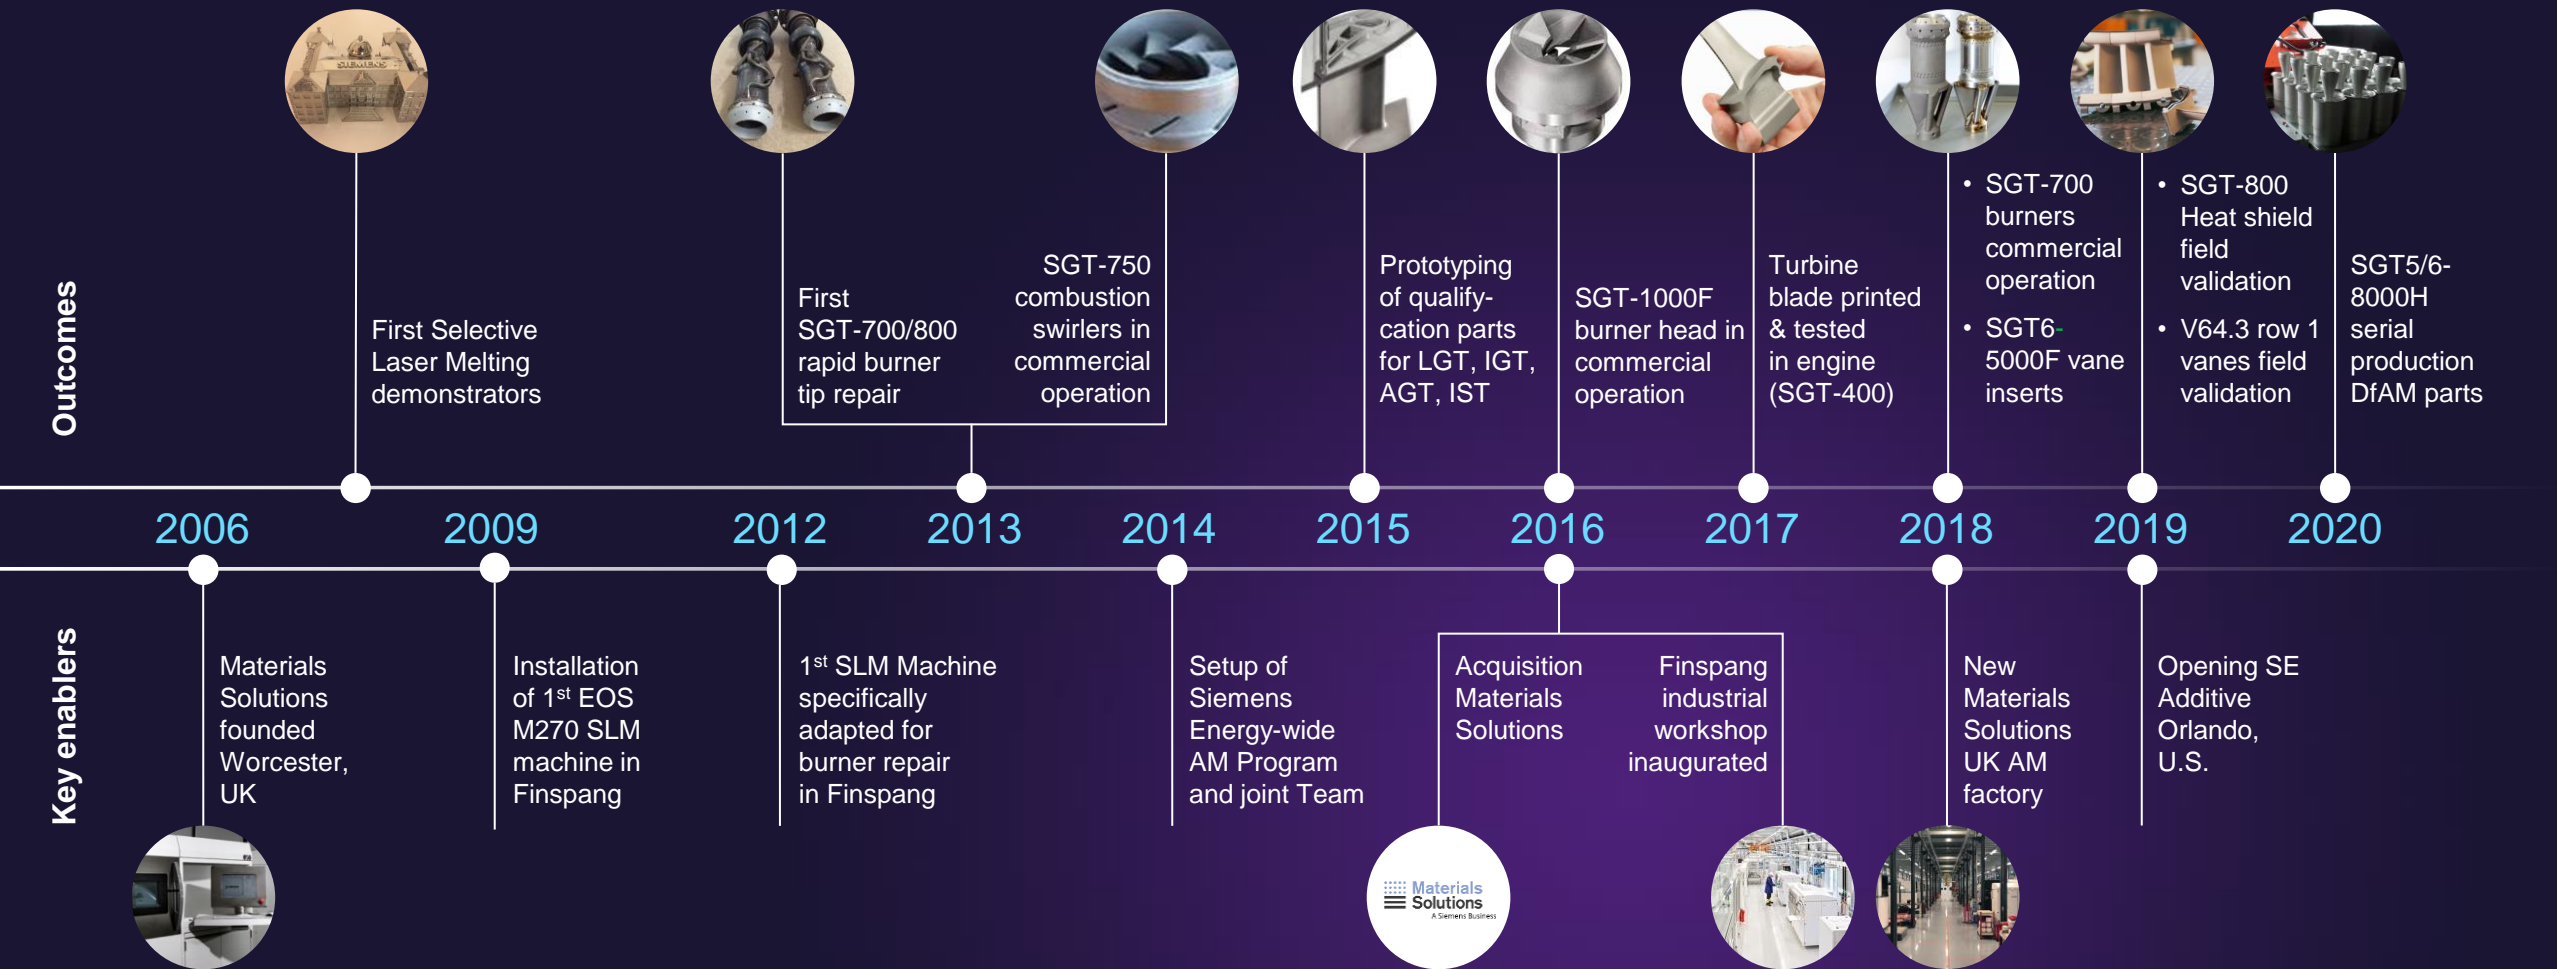 SIEMENS
Outcomes
First Selective
Laser Melting
demonstrators
First
SGT-700/800
rapid burner
tip repair
SGT-750
combustion
swirlers in
commercial
operation
Prototyping
of qualify-
cation parts
for LGT, IGT,
AGT, IST
SGT-1000F
burner head in
commercial
operation
Turbine
blade printed
& tested
in engine
(SGT-400)
• SGT-700
burners
commercial
operation
• SGT6-
5000F vane
inserts
• SGT-800
Heat shield
field
validation
• V64.3 row 1
vanes field
validation
SGT5/6-
8000H
serial
production
DfAM parts
2006
2009
2012
2013
2014
2015
2016
2017
2018
2019
2020
Key enablers
Materials
Solutions
founded
Worcester,
UK
Installation
of 1st EOS
M270 SLM
machine in
Finspang
1st SLM Machine
specifically
adapted for
burner repair
in Finspang
Setup of
Siemens
Energy-wide
AM Program
and joint Team
Acquisition
Materials
Solutions
Finspang
industrial
workshop
inaugurated
New
Materials
Solutions
UK AM
factory
Opening SE
Additive
Orlando,
U.S.
Materials
Solutions
A Siemens Business